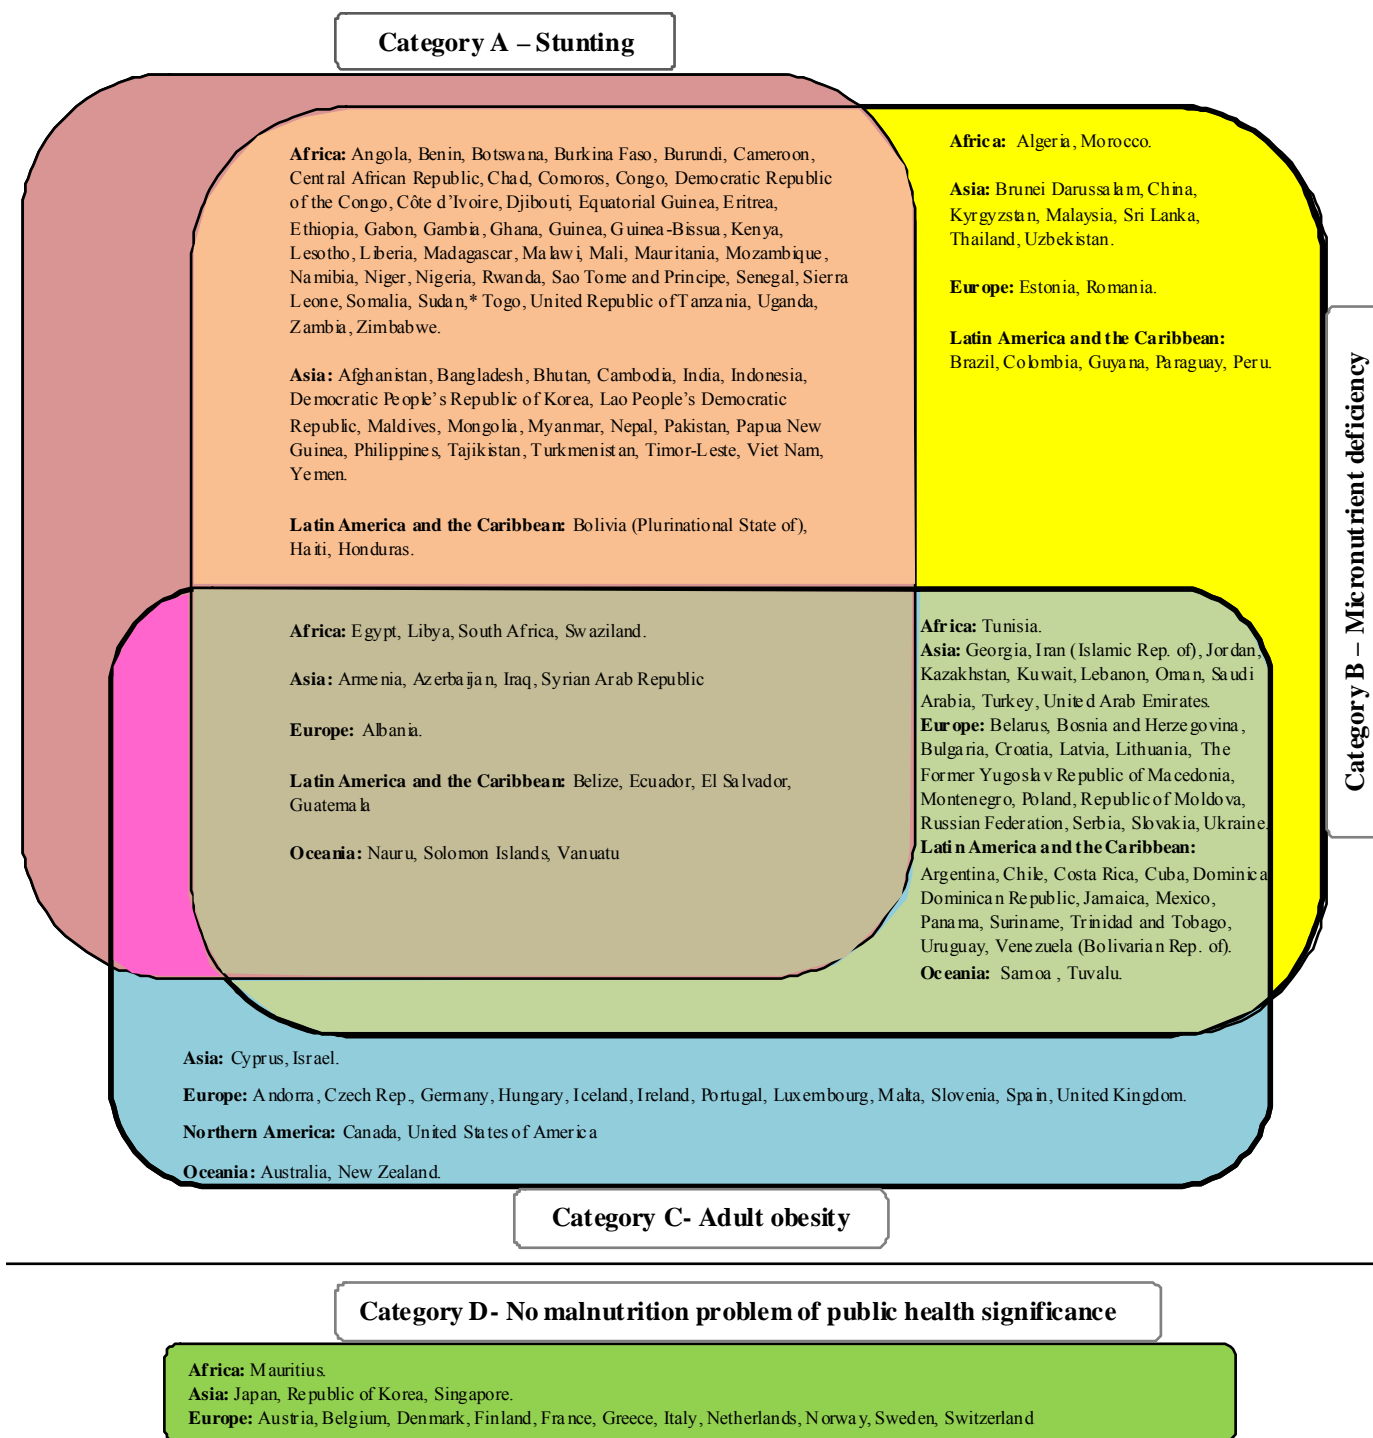 Category A – Stunting
Africa: Angola, Benin, Botswana, Burkina Faso, Burundi, Cameroon,
Central African Republic, Chad, Comoros, Congo, Democratic Republic
of the Congo, Côte d'Ivoire, Djibouti, Equatorial Guinea, Eritrea,
Ethiopia, Gabon, Gambia, Ghana, Guinea, Guinea-Bissua, Kenya,
Lesotho, Liberia, Madagascar, Malawi, Mali, Mauritania, Mozambique,
Namibia, Niger, Nigeria, Rwanda, Sao Tome and Principe, Senegal, Sierra
Leone, Somalia, Sudan,* Togo, United Republic of Tanzania, Uganda,
Zambia, Zimbabwe.
Asia: Afghanistan, Bangladesh, Bhutan, Cambodia, India, Indonesia,
Democratic People's Republic of Korea, Lao People's Democratic
Republic, Maldives, Mongolia, Myanmar, Nepal, Pakistan, Papua New
Guinea, Philippines, Tajikistan, Turkmenistan, Timor-Leste, Viet Nam,
Yemen.
Latin America and the Caribbean: Bolivia (Plurinational State of),
Haiti, Honduras.
Africa: Algeria, Morocco.
Asia: Brunei Darussalam, China,
Kyrgyzstan, Malaysia, Sri Lanka,
Thailand, Uzbekistan.
Europe: Estonia, Romania.
Latin America and the Caribbean:
Brazil, Colombia, Guyana, Paraguay, Peru.
Category B – Micronutrient deficiency
Africa: Egypt, Libya, South Africa, Swaziland.
Asia: Armenia, Azerbaijan, Iraq, Syrian Arab Republic
Europe: Albania.
Latin America and the Caribbean: Belize, Ecuador, El Salvador,
Guatemala
Oceania: Nauru, Solomon Islands, Vanuatu
Africa: Tunisia.
Asia: Georgia, Iran (Islamic Rep. of), Jordan,
Kazakhstan, Kuwait, Lebanon, Oman, Saudi
Arabia, Turkey, United Arab Emirates.
Europe: Belarus, Bosnia and Herzegovina,
Bulgaria, Croatia, Latvia, Lithuania, The
Former Yugoslav Republic of Macedonia,
Montenegro, Poland, Republic of Moldova,
Russian Federation, Serbia, Slovakia, Ukraine.
Latin America and the Caribbean:
Argentina, Chile, Costa Rica, Cuba, Dominica
Dominican Republic, Jamaica, Mexico,
Panama, Suriname, Trinidad and Tobago,
Uruguay, Venezuela (Bolivarian Rep. of).
Oceania: Samoa , Tuvalu.
Asia: Cyprus, Israel.
Europe: Andorra, Czech Rep., Germany, Hungary, Iceland, Ireland, Portugal, Luxembourg, Malta, Slovenia, Spain, United Kingdom.
Northern America: Canada, United States of America
Oceania: Australia, New Zealand.
Category C- Adult obesity
Category D- No malnutrition problem of public health significance
Africa: Mauritius.
Asia: Japan, Republic of Korea, Singapore.
Europe: Austria, Belgium, Denmark, Finland, France, Greece, Italy, Netherlands, Norway, Sweden, Switzerland